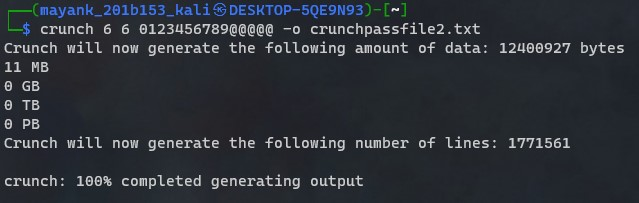 ┌──(mayank_201b153_kali㉿DESKTOP-5QE9N93)-[~]
└─$ crunch 6 6 0123456789@@@@@ -o crunchpassfile2.txt
Crunch will now generate the following amount of data: 12400927 bytes
11 MB
0 GB
0 TB
0 PB
Crunch will now generate the following number of lines: 1771561
crunch: 100% completed generating output